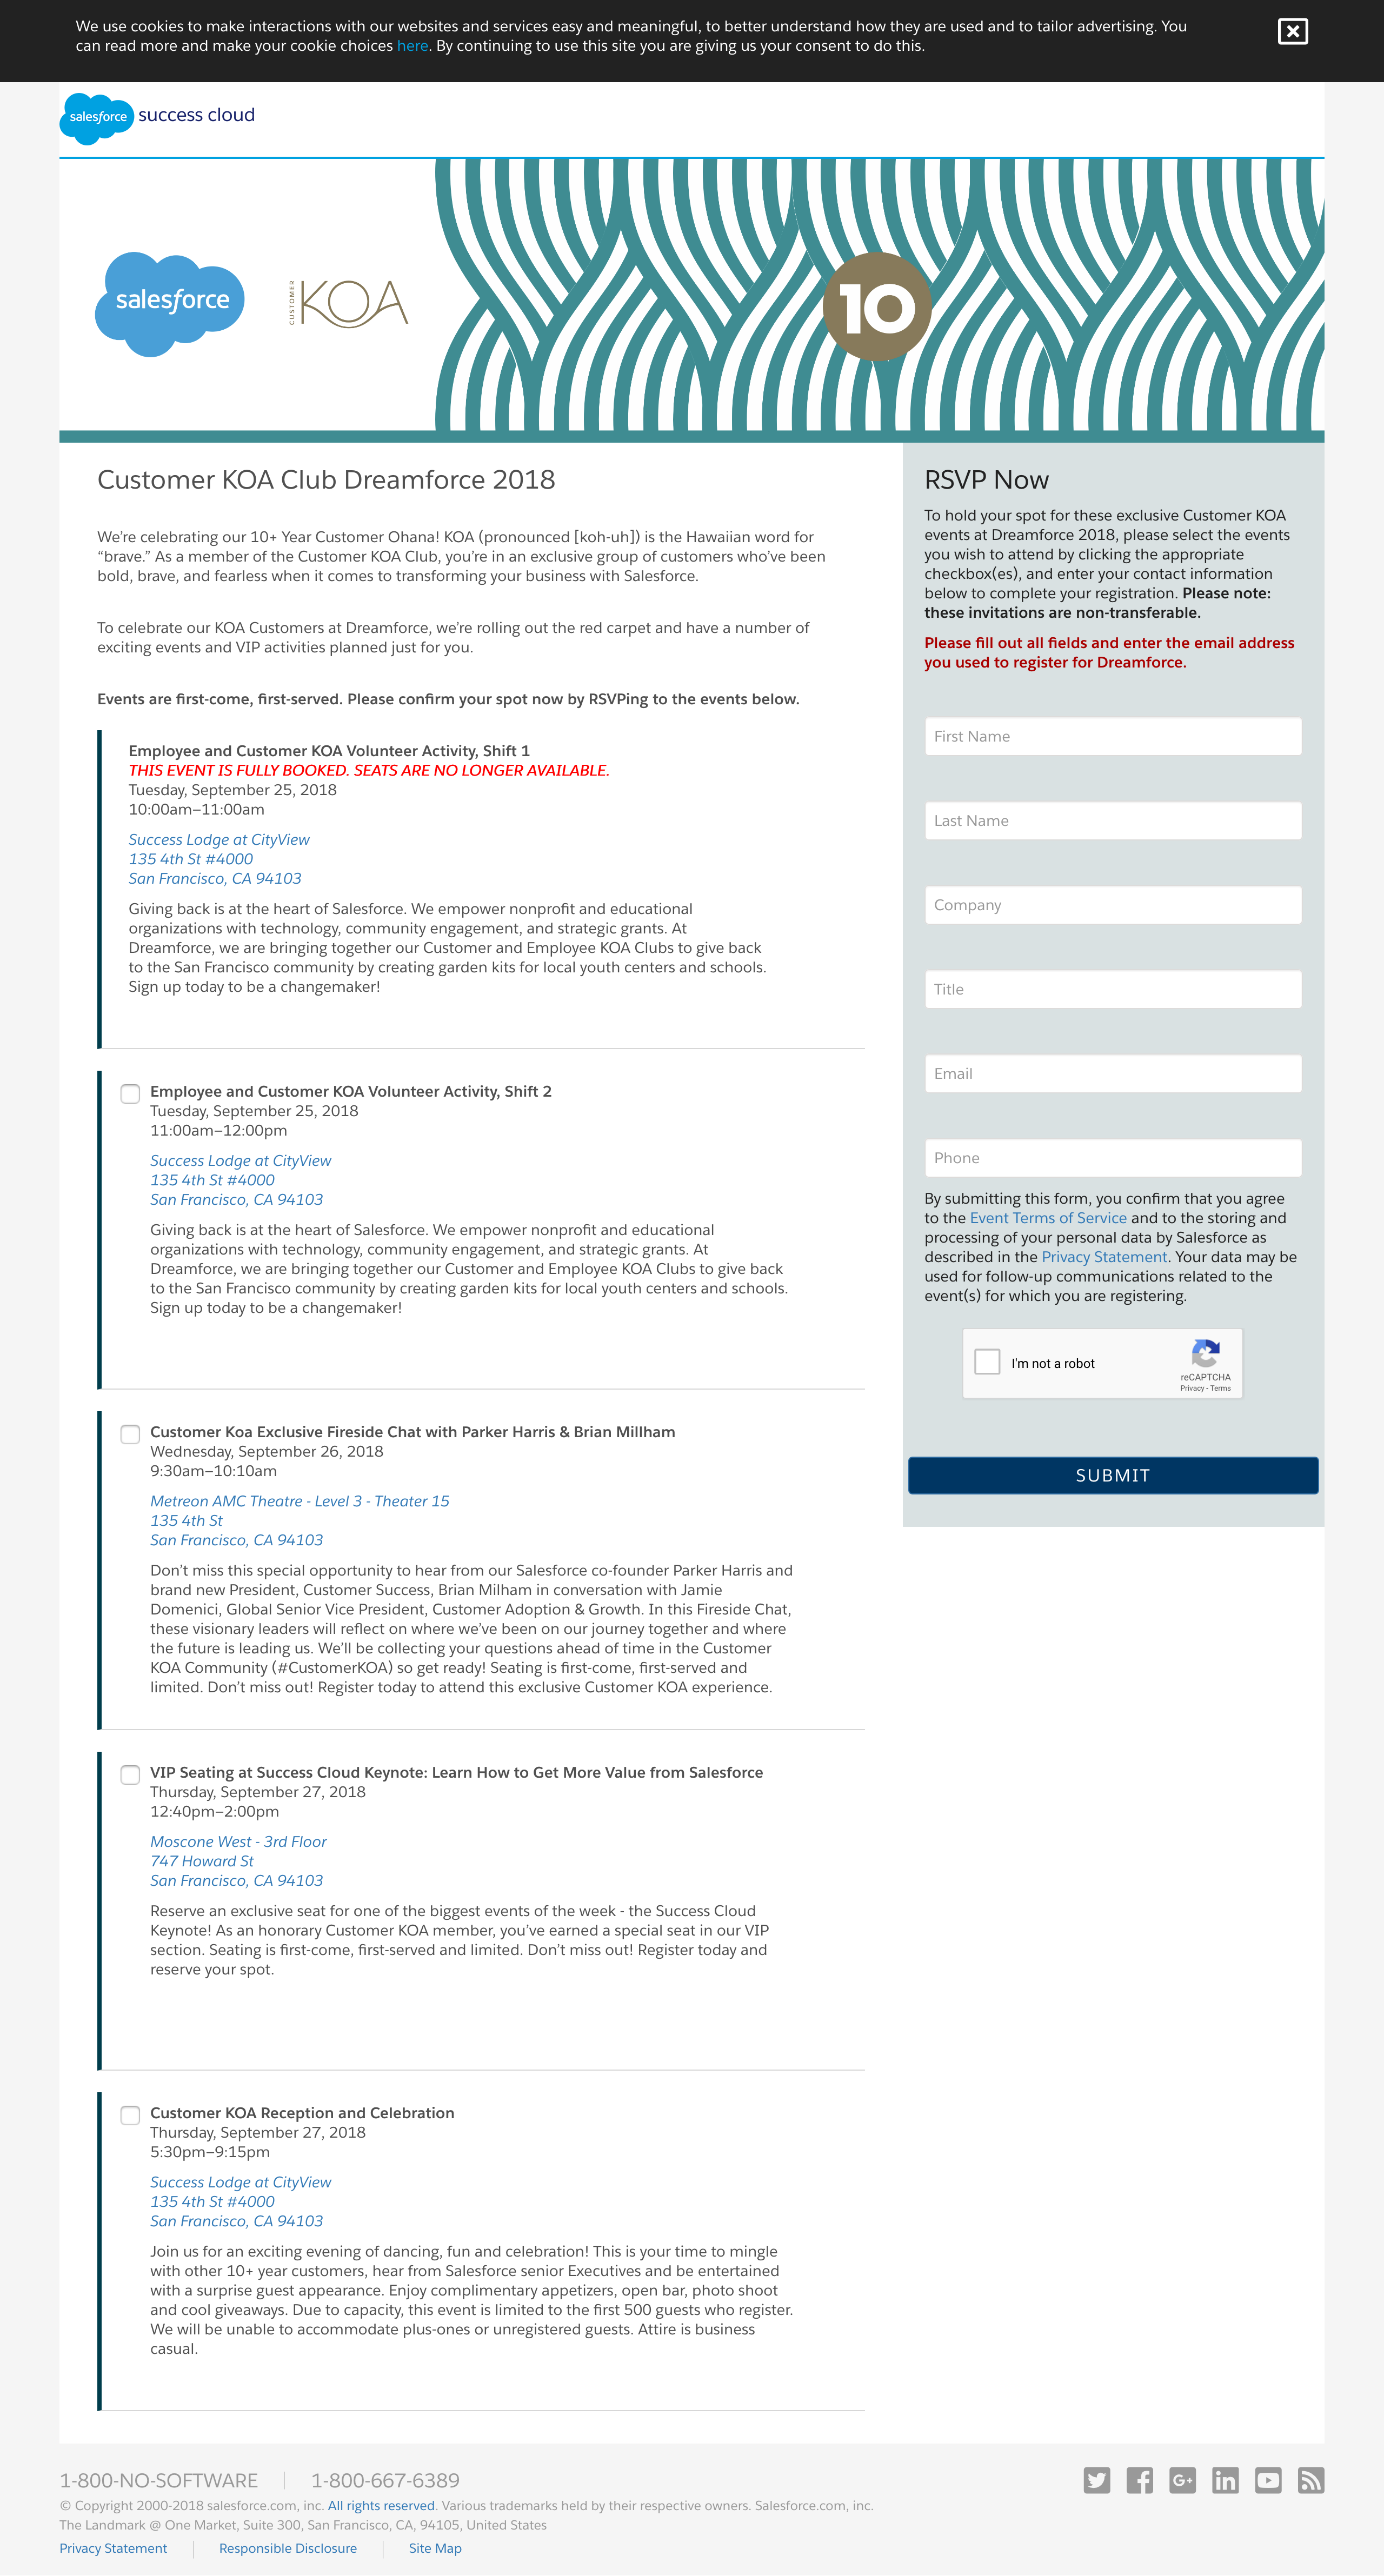 We use cookies to make interactions with our websites and services easy and meaningful, to better understand how they are used and to tailor advertising. You
can read more and make your cookie choices here. By continuing to use this site you are giving us your consent to do this.
salesforce success cloud
salesforce
CUSTOMER KOA
10
Customer KOA Club Dreamforce 2018
We're celebrating our 10+ Year Customer Ohana! KOA (pronounced [koh-uh]) is the Hawaiian word for
“brave.” As a member of the Customer KOA Club, you're in an exclusive group of customers who've been
bold, brave, and fearless when it comes to transforming your business with Salesforce.
To celebrate our KOA Customers at Dreamforce, we're rolling out the red carpet and have a number of
exciting events and VIP activities planned just for you.
Events are first-come, first-served. Please confirm your spot now by RSVPing to the events below.
Employee and Customer KOA Volunteer Activity, Shift 1
THIS EVENT IS FULLY BOOKED. SEATS ARE NO LONGER AVAILABLE.
Tuesday, September 25, 2018
10:00am–11:00am
Success Lodge at CityView
135 4th St #4000
San Francisco, CA 94103
Giving back is at the heart of Salesforce. We empower nonprofit and educational
organizations with technology, community engagement, and strategic grants. At
Dreamforce, we are bringing together our Customer and Employee KOA Clubs to give back
to the San Francisco community by creating garden kits for local youth centers and schools.
Sign up today to be a changemaker!
Employee and Customer KOA Volunteer Activity, Shift 2
Tuesday, September 25, 2018
11:00am–12:00pm
Success Lodge at CityView
135 4th St #4000
San Francisco, CA 94103
Giving back is at the heart of Salesforce. We empower nonprofit and educational
organizations with technology, community engagement, and strategic grants. At
Dreamforce, we are bringing together our Customer and Employee KOA Clubs to give back
to the San Francisco community by creating garden kits for local youth centers and schools.
Sign up today to be a changemaker!
Customer Koa Exclusive Fireside Chat with Parker Harris & Brian Millham
Wednesday, September 26, 2018
9:30am–10:10am
Metreon AMC Theatre - Level 3 - Theater 15
135 4th St
San Francisco, CA 94103
Don't miss this special opportunity to hear from our Salesforce co-founder Parker Harris and
brand new President, Customer Success, Brian Milham in conversation with Jamie
Domenici, Global Senior Vice President, Customer Adoption & Growth. In this Fireside Chat,
these visionary leaders will reflect on where we've been on our journey together and where
the future is leading us. We'll be collecting your questions ahead of time in the Customer
KOA Community (#CustomerKOA) so get ready! Seating is first-come, first-served and
limited. Don't miss out! Register today to attend this exclusive Customer KOA experience.
VIP Seating at Success Cloud Keynote: Learn How to Get More Value from Salesforce
Thursday, September 27, 2018
12:40pm–2:00pm
Moscone West - 3rd Floor
747 Howard St
San Francisco, CA 94103
Reserve an exclusive seat for one of the biggest events of the week - the Success Cloud
Keynote! As an honorary Customer KOA member, you've earned a special seat in our VIP
section. Seating is first-come, first-served and limited. Don't miss out! Register today and
reserve your spot.
Customer KOA Reception and Celebration
Thursday, September 27, 2018
5:30pm–9:15pm
Success Lodge at CityView
135 4th St #4000
San Francisco, CA 94103
Join us for an exciting evening of dancing, fun and celebration! This is your time to mingle
with other 10+ year customers, hear from Salesforce senior Executives and be entertained
with a surprise guest appearance. Enjoy complimentary appetizers, open bar, photo shoot
and cool giveaways. Due to capacity, this event is limited to the first 500 guests who register.
We will be unable to accommodate plus-ones or unregistered guests. Attire is business
casual.
RSVP Now
To hold your spot for these exclusive Customer KOA
events at Dreamforce 2018, please select the events
you wish to attend by clicking the appropriate
checkbox(es), and enter your contact information
below to complete your registration. Please note:
these invitations are non-transferable.
Please fill out all fields and enter the email address
you used to register for Dreamforce.
First Name
Last Name
Company
Title
Email
Phone
By submitting this form, you confirm that you agree
to the Event Terms of Service and to the storing and
processing of your personal data by Salesforce as
described in the Privacy Statement. Your data may be
used for follow-up communications related to the
event(s) for which you are registering.
I'm not a robot
reCAPTCHA
Privacy - Terms
SUBMIT
1-800-NO-SOFTWARE | 1-800-667-6389
© Copyright 2000-2018 salesforce.com, inc. All rights reserved. Various trademarks held by their respective owners. Salesforce.com, inc.
The Landmark @ One Market, Suite 300, San Francisco, CA, 94105, United States
Privacy Statement | Responsible Disclosure | Site Map